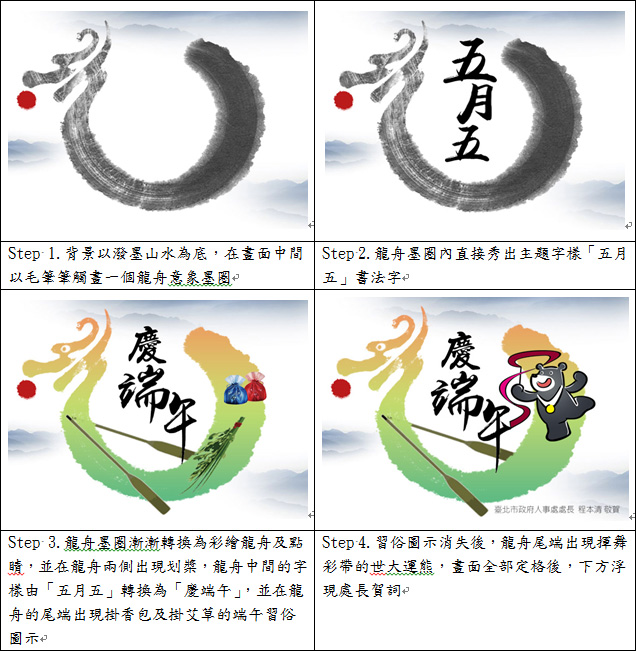 五
月
五
Step 1.背景以潑墨山水為底，在畫面中間
以毛筆筆觸畫一個龍舟意象墨圈
Step 2.龍舟墨圈內直接秀出主題字樣「五月
五」書法字
慶
端
午
慶
端
午
臺北市政府人事處處長 程本清 敬賀
Step 3.龍舟墨圈漸漸轉換為彩繪龍舟及點
睛，並在龍舟兩側出現划槳，龍舟中間的字
樣由「五月五」轉換為「慶端午」，並在龍
舟的尾端出現掛香包及掛艾草的端午習俗
圖示
Step 4.習俗圖示消失後，龍舟尾端出現揮舞
彩帶的世大運熊，畫面全部定格後，下方浮
現處長賀詞